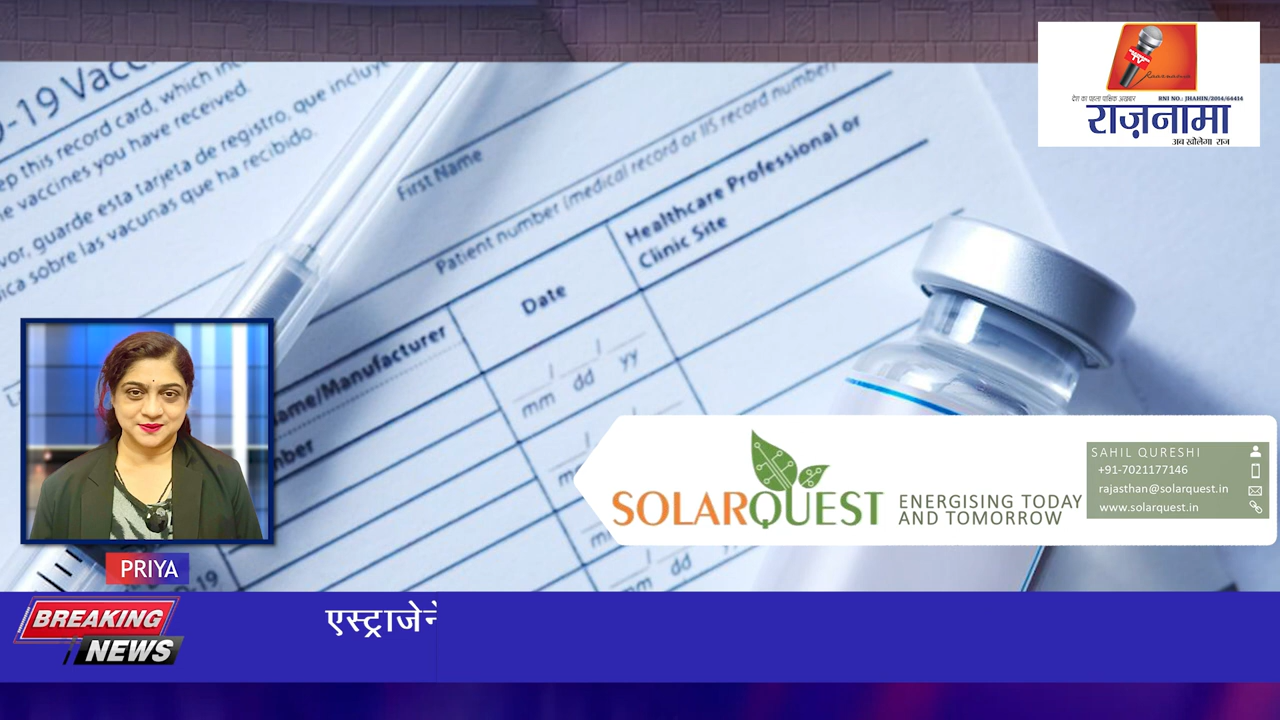 -19 Vacc
ep this record card, which inc
e vaccines you have received.
vor, guarde esta tarjeta de registro, que incluye
ica sobre las vacunas que ha recibido.
First Name
Patient number (medical record or IIS record number)
Healthcare Professional or
Clinic Site
Date
ame/Manufacturer
mm dd yy
देश का पहला पाक्षिक अख़बार
RNI NO.: JHAHIN/2014/64414
राज़नामा
अब खोलेगा राज
SOLARQUEST
ENERGISING TODAY
AND TOMORROW
SAHIL QURESHI
+91-7021177146
rajasthan@solarquest.in
www.solarquest.in
PRIYA
BREAKING
NEWS
एस्ट्राजेने